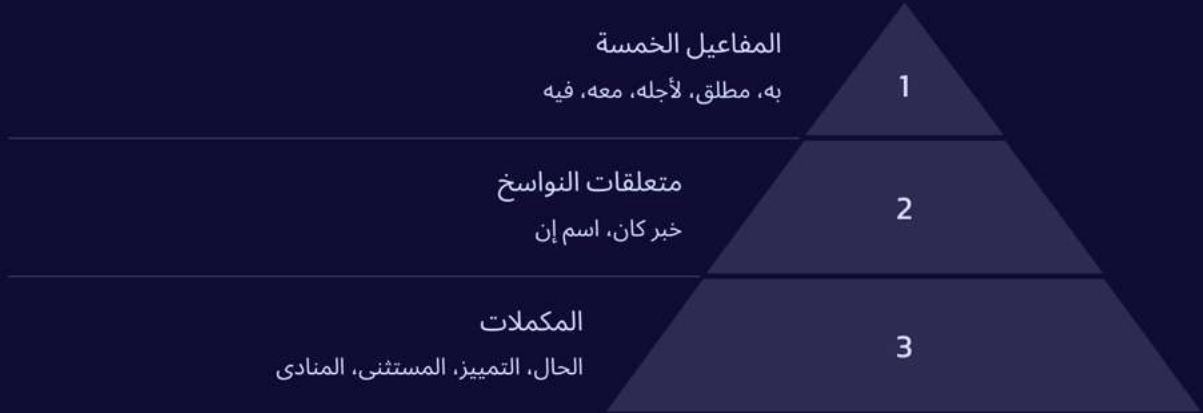 المفاعيل الخمسة
به، مطلق، لأجله، معه، فيه
1
متعلقات النواسخ
خبر كان، اسم إن
2
المكملات
الحال، التمييز، المستثنى، المنادى
3